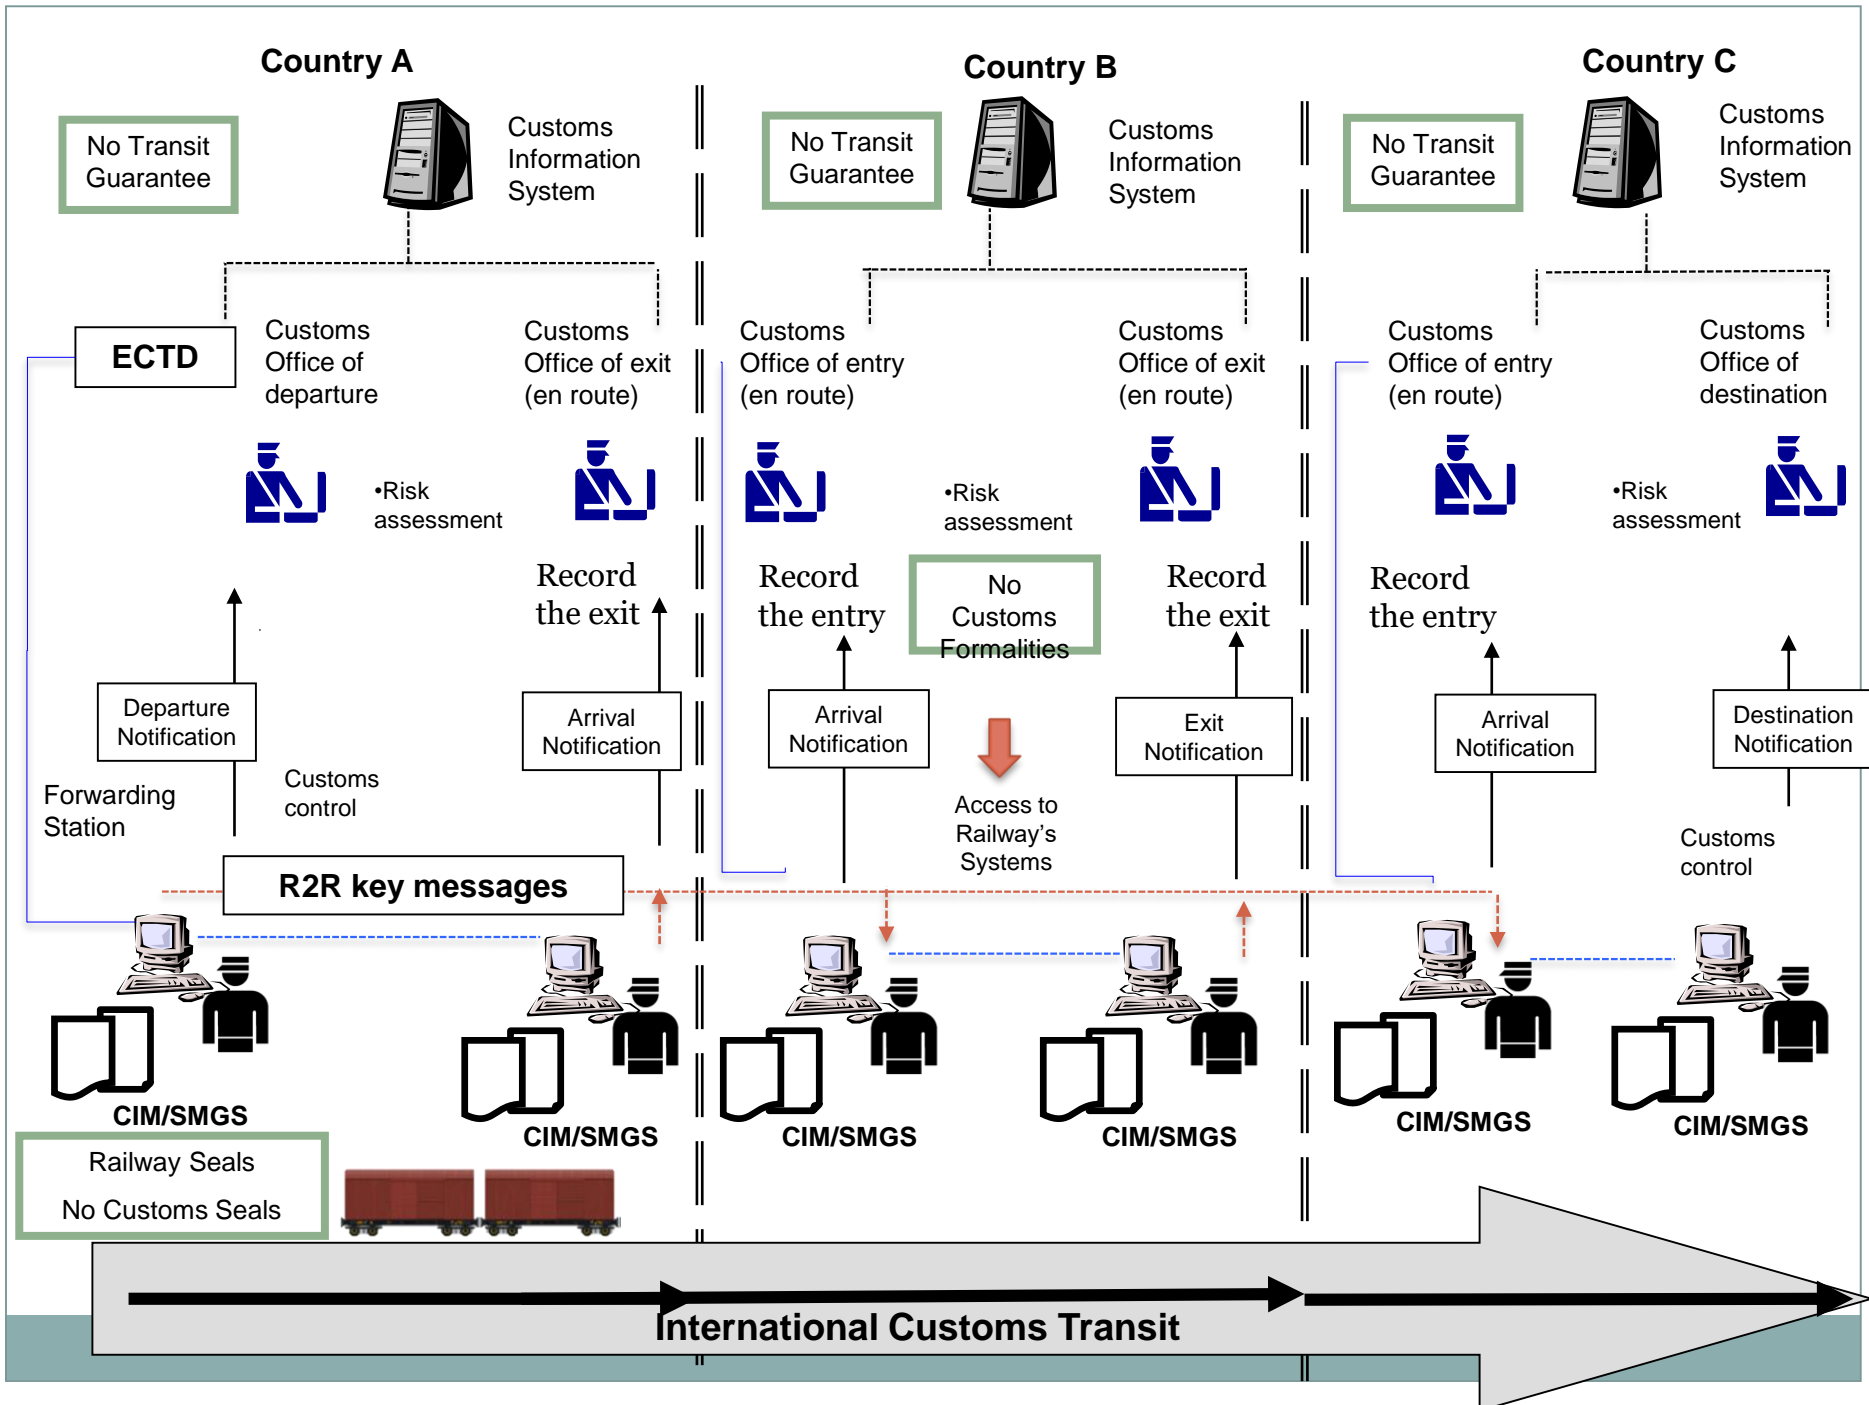 Country A
Country B
Country C
No Transit
Guarantee
Customs
Information
System
No Transit
Guarantee
Customs
Information
System
No Transit
Guarantee
Customs
Information
System
ECTD
Customs
Office of
departure
Customs
Office of exit
(en route)
Customs
Office of entry
(en route)
Customs
Office of exit
(en route)
Customs
Office of entry
(en route)
Customs
Office of
destination
•Risk
assessment
•Risk
assessment
•Risk
assessment
Record
the exit
Record
the entry
No
Customs
Formalities
Record
the exit
Record
the entry
Departure
Notification
Arrival
Notification
Arrival
Notification
Exit
Notification
Arrival
Notification
Destination
Notification
Forwarding
Station
Customs
control
Access to
Railway's
Systems
Customs
control
R2R key messages
CIM/SMGS
CIM/SMGS
CIM/SMGS
CIM/SMGS
CIM/SMGS
CIM/SMGS
Railway Seals
No Customs Seals
International Customs Transit